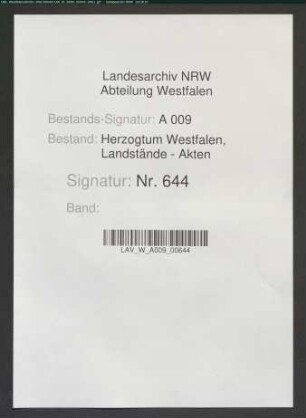 Landesarchiv NRW
Abteilung Westfalen
Bestands-Signatur: A 009
Bestand: Herzogtum Westfalen,
Landstände - Akten
Signatur: Nr. 644
Band:
LAV_W_A009_00644